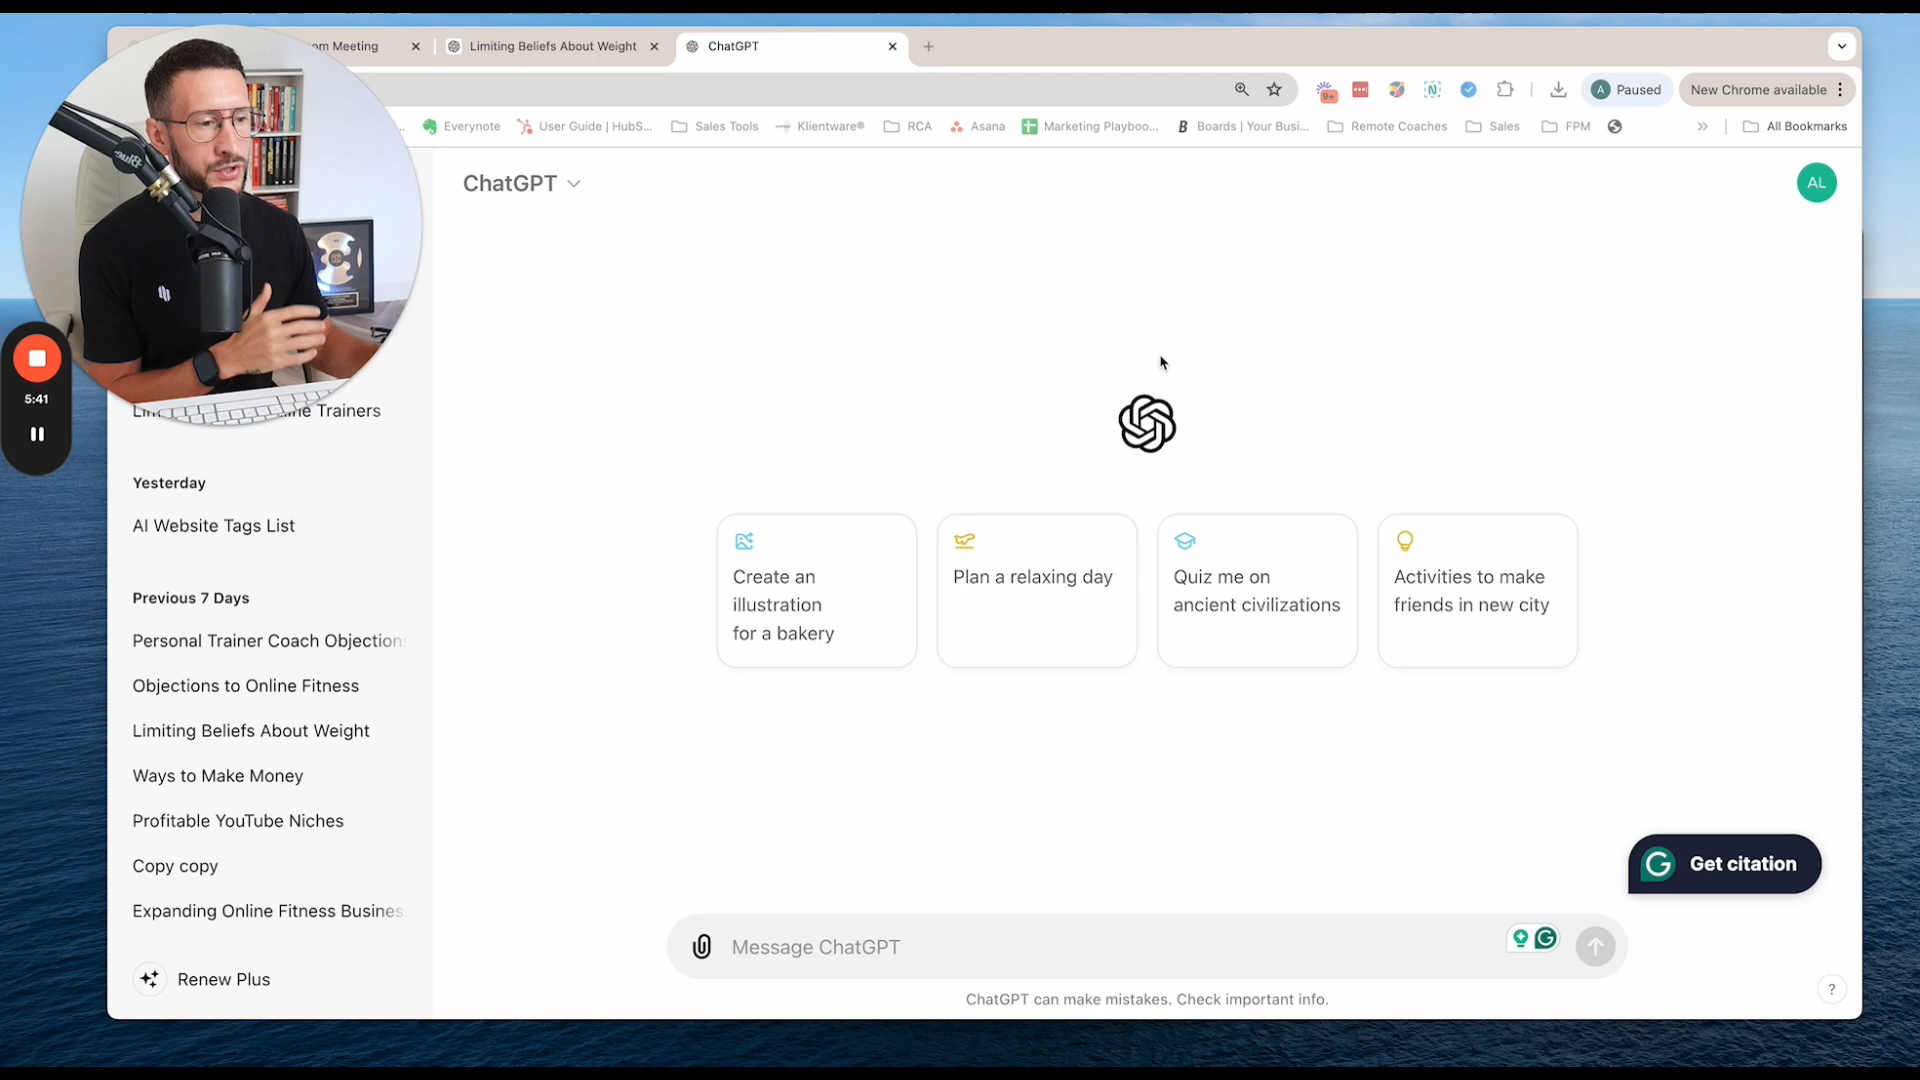 Meeting
Limiting Beliefs About Weight
ChatGPT
9+
A
Paused
New Chrome available
Everynote
User Guide | HubS...
Sales Tools
Klientware®
RCA
Asana
Marketing Playboo...
B Boards | Your Busi...
Remote Coaches
Sales
FPM
All Bookmarks
ChatGPT
AL
5:41
Trainers
Yesterday
AI Website Tags List
Previous 7 Days
Personal Trainer Coach Objection
Objections to Online Fitness
Limiting Beliefs About Weight
Ways to Make Money
Profitable YouTube Niches
Copy copy
Expanding Online Fitness Busines
Renew Plus
Create an
illustration
for a bakery
Plan a relaxing day
Quiz me on
ancient civilizations
Activities to make
friends in new city
G Get citation
Message ChatGPT
G
ChatGPT can make mistakes. Check important info.
?